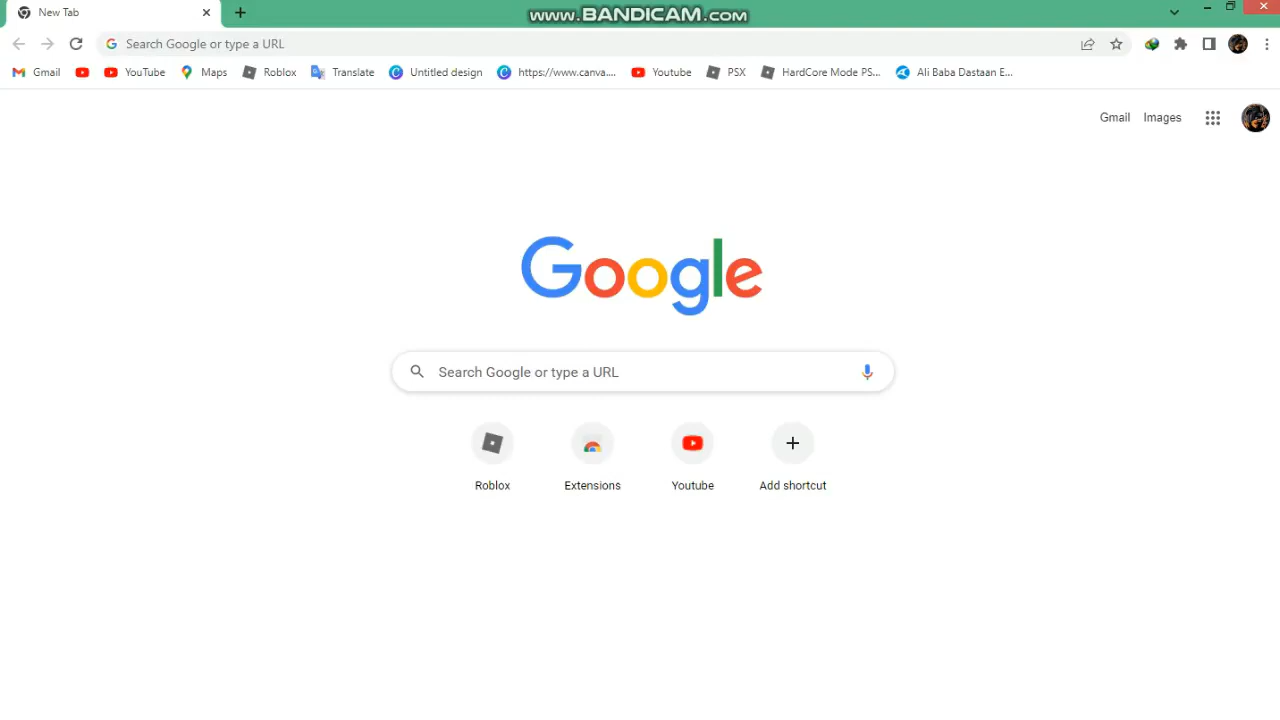 New Tab
www.BANDICAM.com
Search Google or type a URL
Gmail YouTube Maps Roblox Translate Untitled design https://www.canva.... Youtube PSX HardCore Mode PS... Ali Baba Dastaan E...
Gmail Images
Google
Search Google or type a URL
Roblox Extensions Youtube Add shortcut